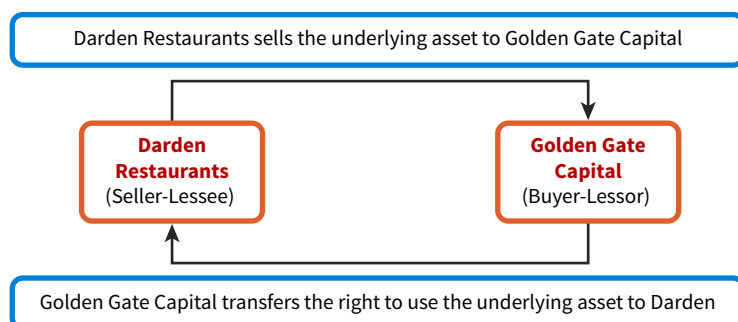 Darden Restaurants sells the underlying asset to Golden Gate Capital
Darden
Restaurants
(Seller-Lessee)
Golden Gate
Capital
(Buyer-Lessor)
Golden Gate Capital transfers the right to use the underlying asset to Darden